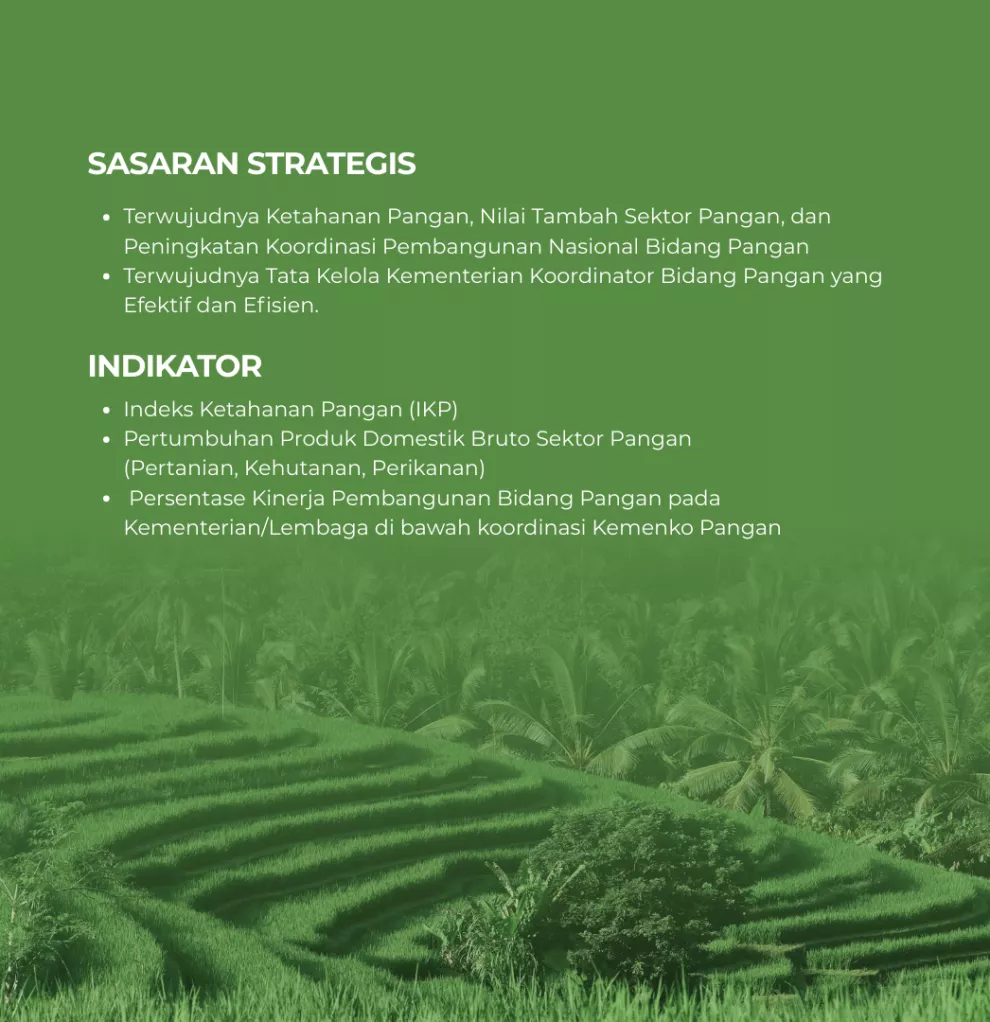 SASARAN STRATEGIS
• Terwujudnya Ketahanan Pangan, Nilai Tambah Sektor Pangan, dan
Peningkatan Koordinasi Pembangunan Nasional Bidang Pangan
• Terwujudnya Tata Kelola Kementerian Koordinator Bidang Pangan yang
Efektif dan Efisien.
INDIKATOR
• Indeks Ketahanan Pangan (IKP)
• Pertumbuhan Produk Domestik Bruto Sektor Pangan
(Pertanian, Kehutanan, Perikanan)
• Persentase Kinerja Pembangunan Bidang Pangan pada
Kementerian/Lembaga di bawah koordinasi Kemenko Pangan